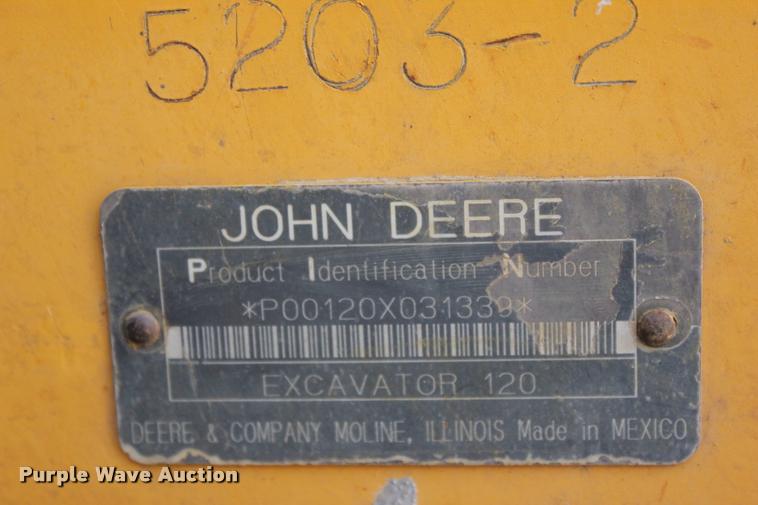 5203-2
JOHN DEERE
Product Identification Number
*P00120X031339*
EXCAVATOR 120
DEERE & COMPANY MOLINE, ILLINOIS Made in MEXICO
Purple Wave Auction